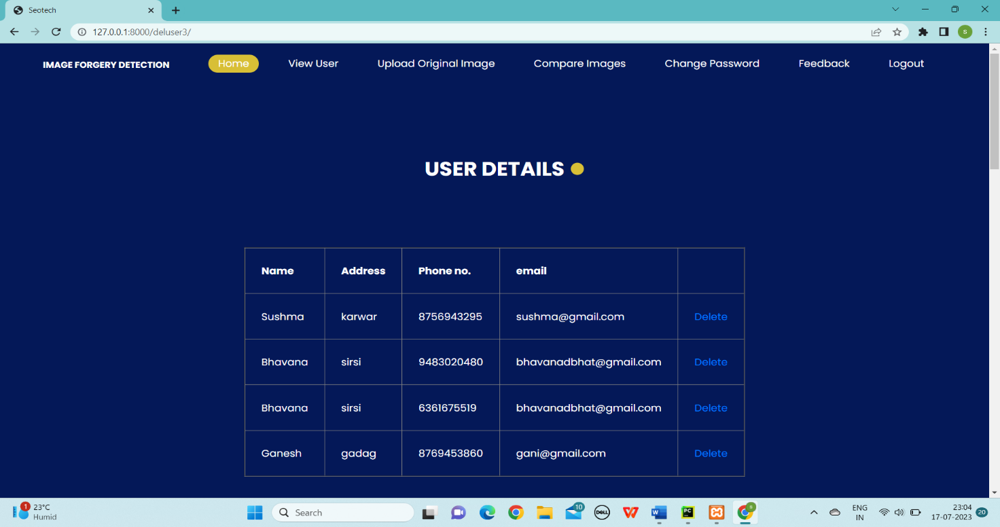 Seotech
127.0.0.1:8000/deluser3/
S
IMAGE FORGERY DETECTION Home View User Upload Original Image Compare Images Change Password Feedback Logout
USER DETAILS
Name Address Phone no. email
Sushma karwar 8756943295 sushma@gmail.com Delete
Bhavana sirsi 9483020480 bhavanadbhat@gmail.com Delete
Bhavana sirsi 6361675519 bhavanadbhat@gmail.com Delete
Ganesh gadag 8769453860 gani@gmail.com Delete
1 23°C
Humid
Search
10
DELL
W
PC
S
ENG
IN
23:04
17-07-2023
20